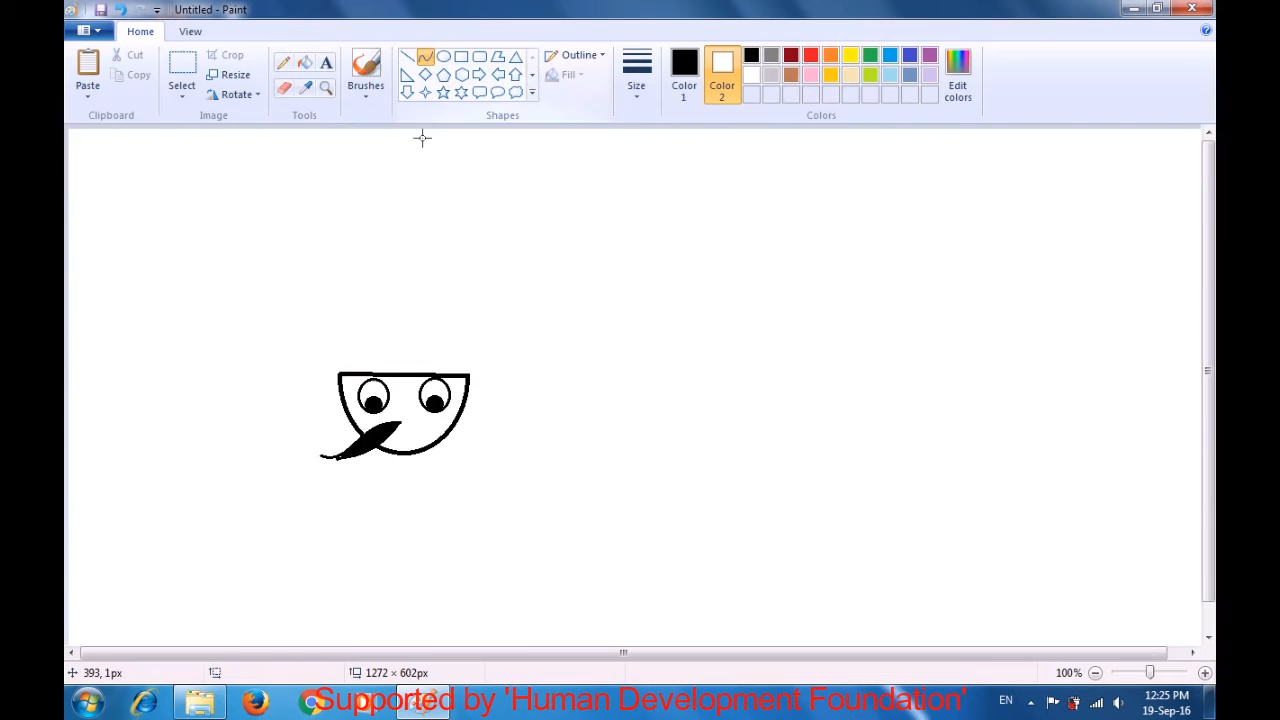 Untitled - Paint
Home
View
Paste
Cut
Copy
Clipboard
Select
Crop
Resize
Rotate
Image
A
Tools
Brushes
Shapes
Outline
Fill
Size
Color 1
Color 2
Edit colors
Colors
393, 1px
1272 × 602px
100%
EN
12:25 PM
19-Sep-16
Supported by 'Human Development Foundation'